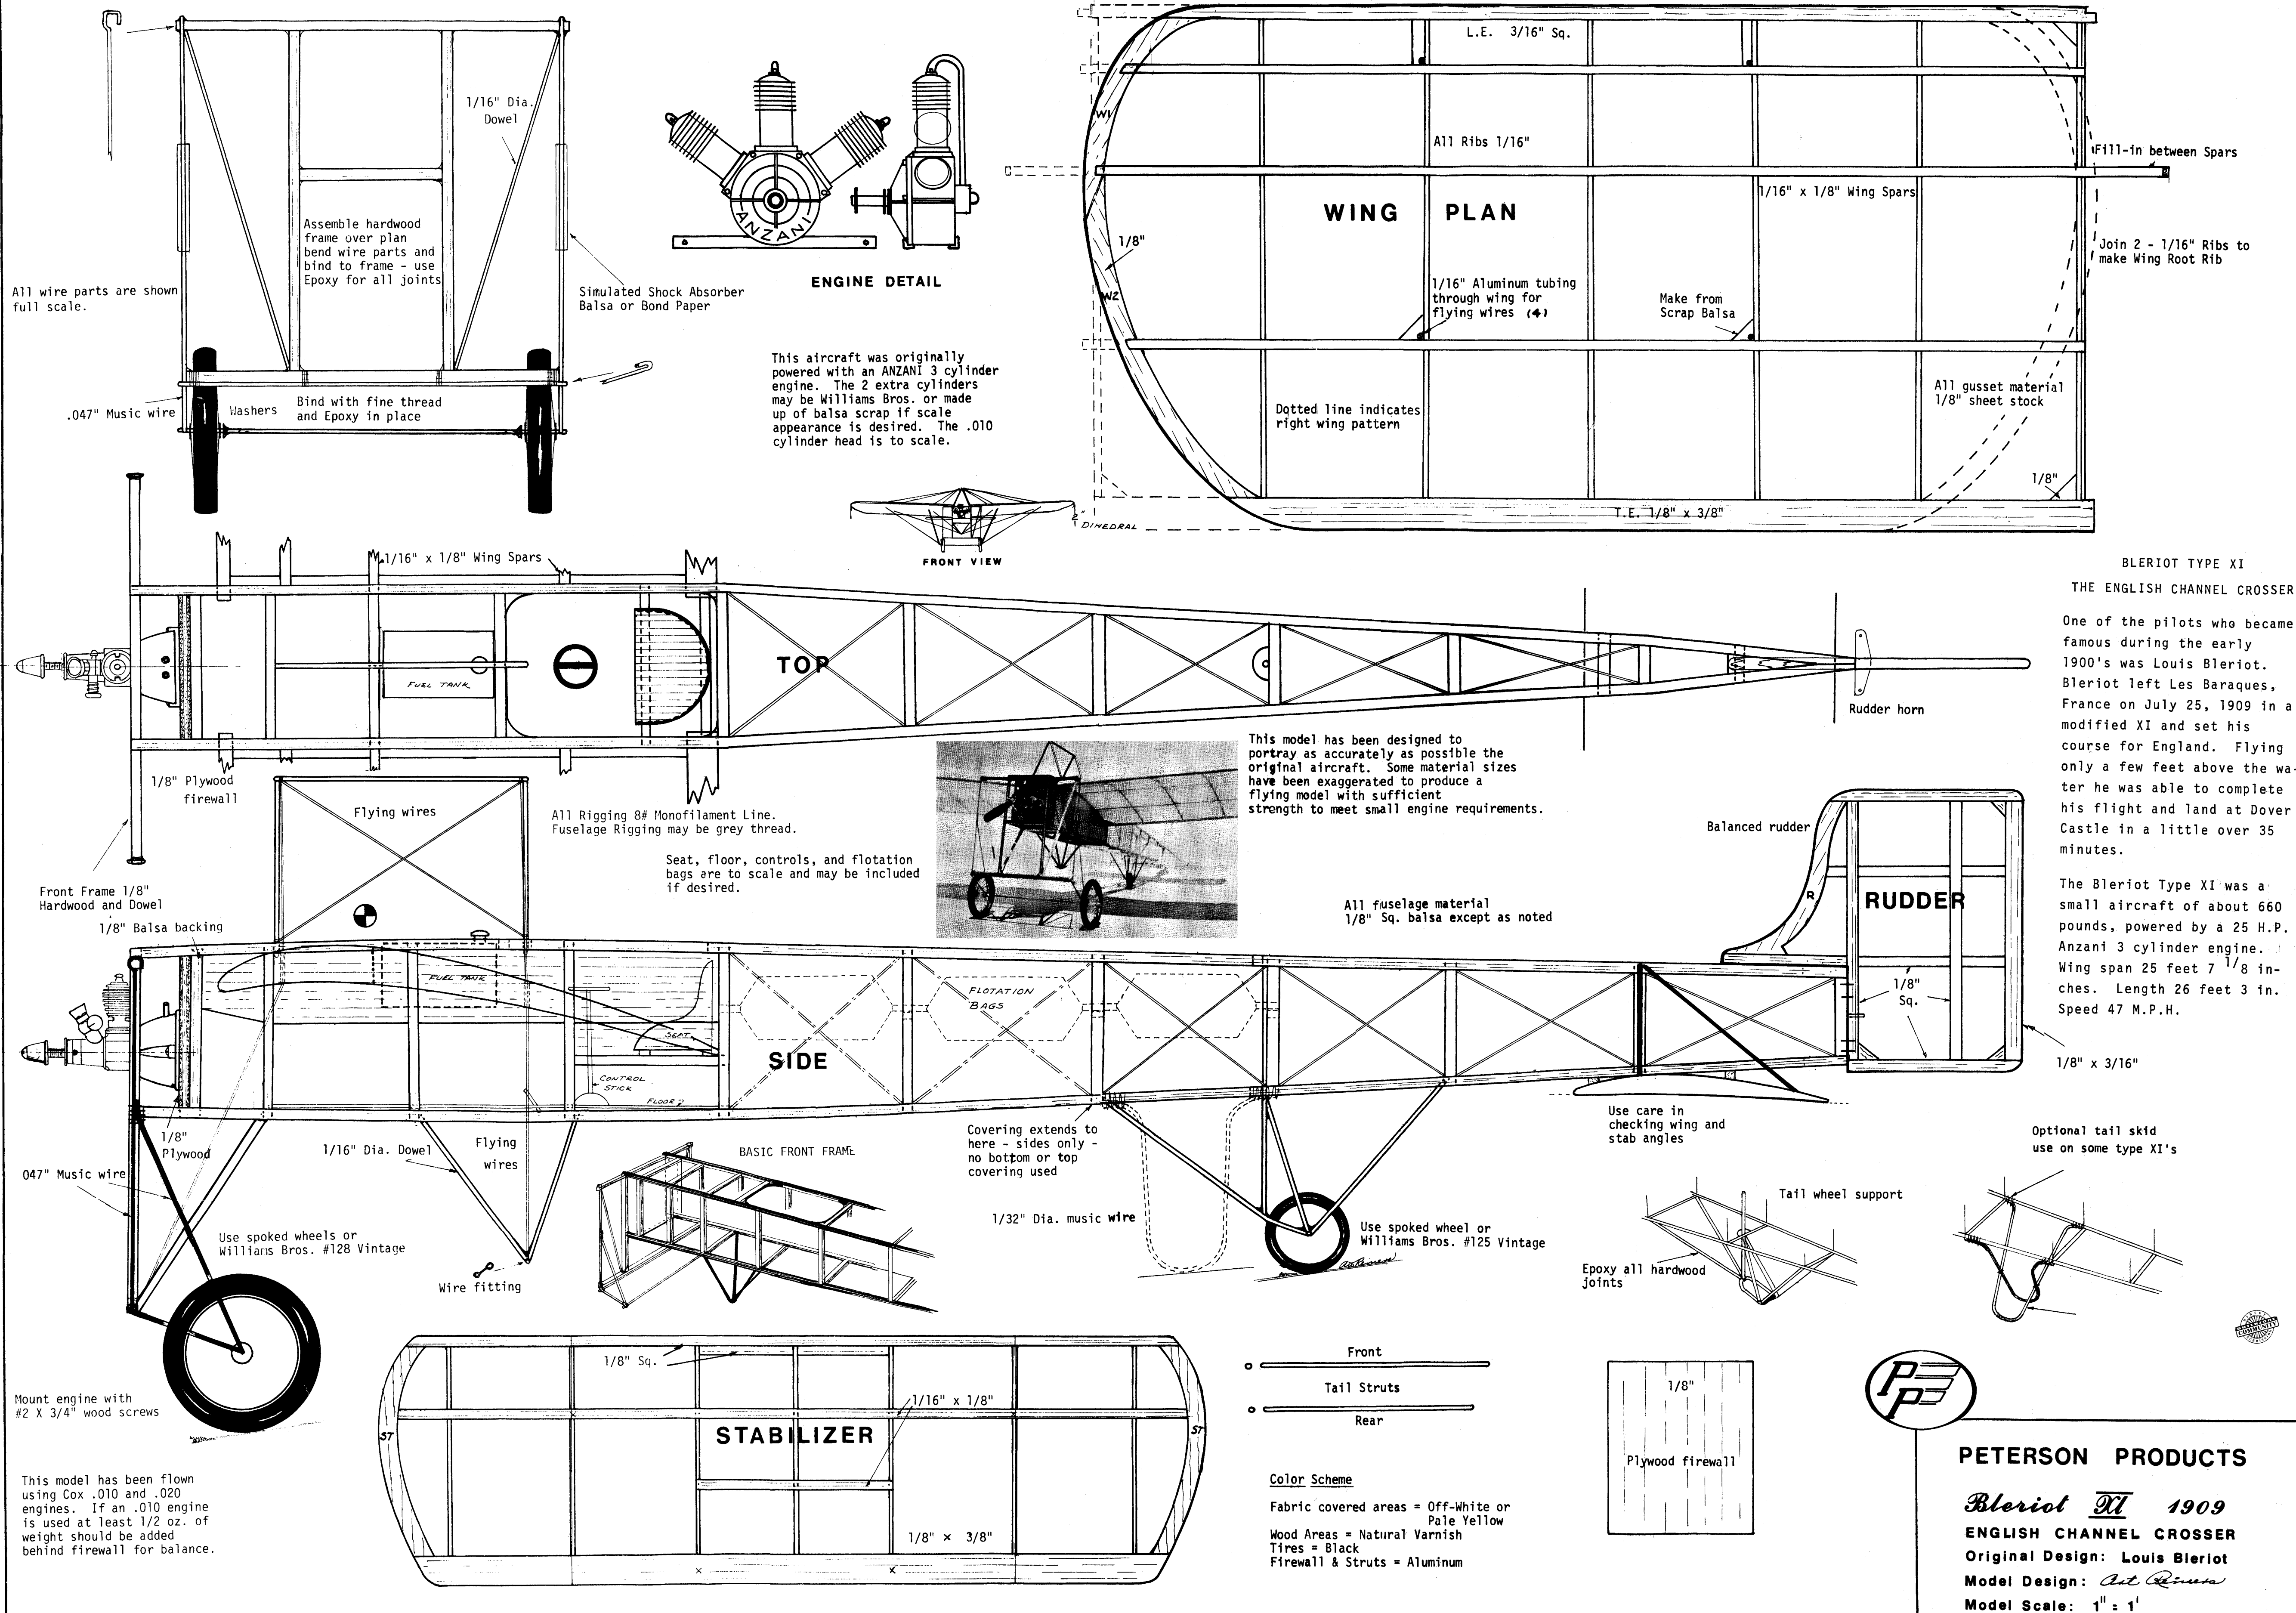 1/16" Dia.
Dowel
Assemble hardwood
frame over plan
bend wire parts and
bind to frame - use
Epoxy for all joints
All wire parts are shown
full scale.
Simulated Shock Absorber
Balsa or Bond Paper
.047" Music wire
Washers
Bind with fine thread
and Epoxy in place
ANZANI
ENGINE DETAIL
This aircraft was originally
powered with an ANZANI 3 cylinder
engine. The 2 extra cylinders
may be Williams Bros. or made
up of balsa scrap if scale
appearance is desired. The .010
cylinder head is to scale.
FRONT VIEW
DIHEDRAL
L.E. 3/16" Sq.
W1
All Ribs 1/16"
Fill-in between Spars
1/16" x 1/8" Wing Spars
WING PLAN
1/8"
Join 2 - 1/16" Ribs to
make Wing Root Rib
W2
1/16" Aluminum tubing
through wing for
flying wires (4)
Make from
Scrap Balsa
All gusset material
1/8" sheet stock
Dotted line indicates
right wing pattern
1/8"
T.E. 1/8" x 3/8"
1/16" x 1/8" Wing Spars
FUEL TANK
TOP
Rudder horn
1/8" Plywood
firewall
Flying wires
All Rigging 8# Monofilament Line.
Fuselage Rigging may be grey thread.
Seat, floor, controls, and flotation
bags are to scale and may be included
if desired.
This model has been designed to
portray as accurately as possible the
original aircraft. Some material sizes
have been exaggerated to produce a
flying model with sufficient
strength to meet small engine requirements.
Front Frame 1/8"
Hardwood and Dowel
1/8" Balsa backing
All fuselage material
1/8" Sq. balsa except as noted
Balanced rudder
R
RUDDER
1/8"
Sq.
1/8" x 3/16"
BLERIOT TYPE XI
THE ENGLISH CHANNEL CROSSER
One of the pilots who became
famous during the early
1900's was Louis Bleriot.
Bleriot left Les Baraques,
France on July 25, 1909 in a
modified XI and set his
course for England. Flying
only a few feet above the wa-
ter he was able to complete
his flight and land at Dover
Castle in a little over 35
minutes.
The Bleriot Type XI was a
small aircraft of about 660
pounds, powered by a 25 H.P.
Anzani 3 cylinder engine.
Wing span 25 feet 7 1/8 in-
ches. Length 26 feet 3 in.
Speed 47 M.P.H.
FUEL TANK
FLOTATION
BAGS
SEAT
SIDE
CONTROL
STICK
FLOOR
1/8"
Plywood
047" Music wire
1/16" Dia. Dowel
Flying
wires
BASIC FRONT FRAME
Covering extends to
here - sides only -
no bottom or top
covering used
1/32" Dia. music wire
Use care in
checking wing and
stab angles
Optional tail skid
use on some type XI's
Tail wheel support
Use spoked wheels or
Williams Bros. #128 Vintage
Wire fitting
Use spoked wheel or
Williams Bros. #125 Vintage
Art Reiners
Epoxy all hardwood
joints
COMMUNITY
Mount engine with
#2 X 3/4" wood screws
This model has been flown
using Cox .010 and .020
engines. If an .010 engine
is used at least 1/2 oz. of
weight should be added
behind firewall for balance.
1/8" Sq.
1/16" x 1/8"
ST
STABILIZER
ST
1/8" x 3/8"
Front
Tail Struts
Rear
Color Scheme
Fabric covered areas = Off-White or
Pale Yellow
Wood Areas = Natural Varnish
Tires = Black
Firewall & Struts = Aluminum
1/8"
Plywood firewall
PP
PETERSON PRODUCTS
Bleriot XI 1909
ENGLISH CHANNEL CROSSER
Original Design: Louis Bleriot
Model Design: Art Reiners
Model Scale: 1" = 1'